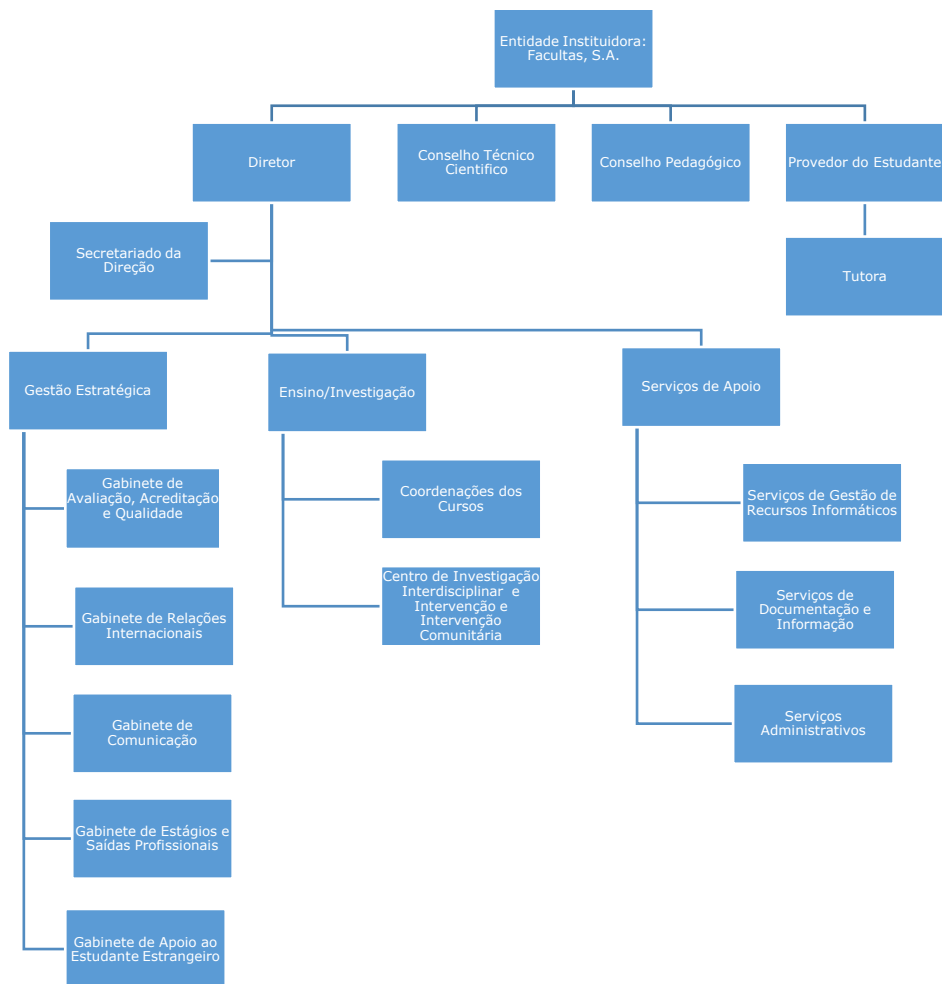 Entidade Instituidora:
Facultas, S.A.
Diretor
Conselho Técnico
Cientifico
Conselho Pedagógico
Provedor do Estudante
Secretariado da
Direção
Tutora
Gestão Estratégica
Ensino/Investigação
Serviços de Apoio
Gabinete de
Avaliação, Acreditação
e Qualidade
Gabinete de Relações
Internacionais
Gabinete de
Comunicação
Gabinete de Estágios e
Saídas Profissionais
Gabinete de Apoio ao
Estudante Estrangeiro
Coordenações dos
Cursos
Centro de Investigação
Interdisciplinar e
Intervenção e
Intervenção
Comunitária
Serviços de Gestão de
Recursos Informáticos
Serviços de
Documentação e
Informação
Serviços
Administrativos